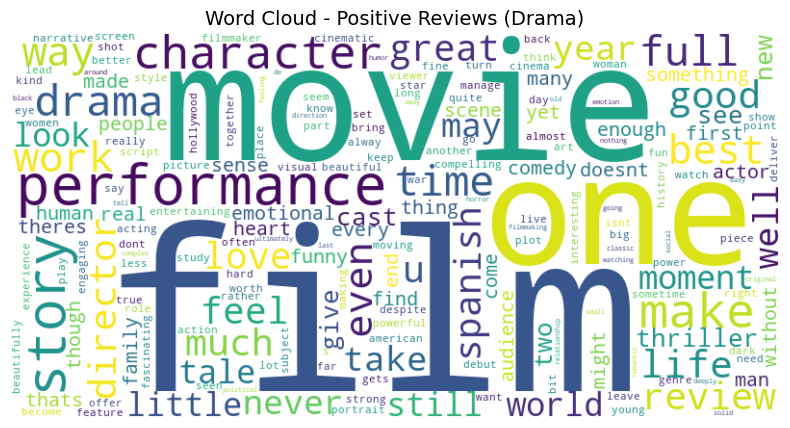 Word Cloud - Positive Reviews (Drama)
narrative screen filmmaker cinematic back think cinema woman
way shot better character great fine turn year full new
kind made style movie viewer something
lead drama hollywood together humor around de seem know star long quite manage many day old emotion good
eye black people place part set go yet see show point
women look really script feeling direction bring may scene almost enough first
work picture sense visual beautiful alway keep another compelling art nothing fun best
say performance war away time comedy doesnt history watch actor deliver
tell human real entertaining emotional cast thing horror one
theres acting heart every live isnt going
dont often ultimately last moving spanish filmmaking plot big classic watching interesting piece well
experience story engaging less complex study love funny even end u come social power
play director film moment
true hard worth making find sometime right original
though role rather feel give despite audience two make without
action powerful small
beautifully family fascinating much subject american might thriller dark need
tale lot s take bit relationship life
seen far gets debut romantic genre deeply man
thats offer political little never strong still want world leave review
become feature portrait young solid easy